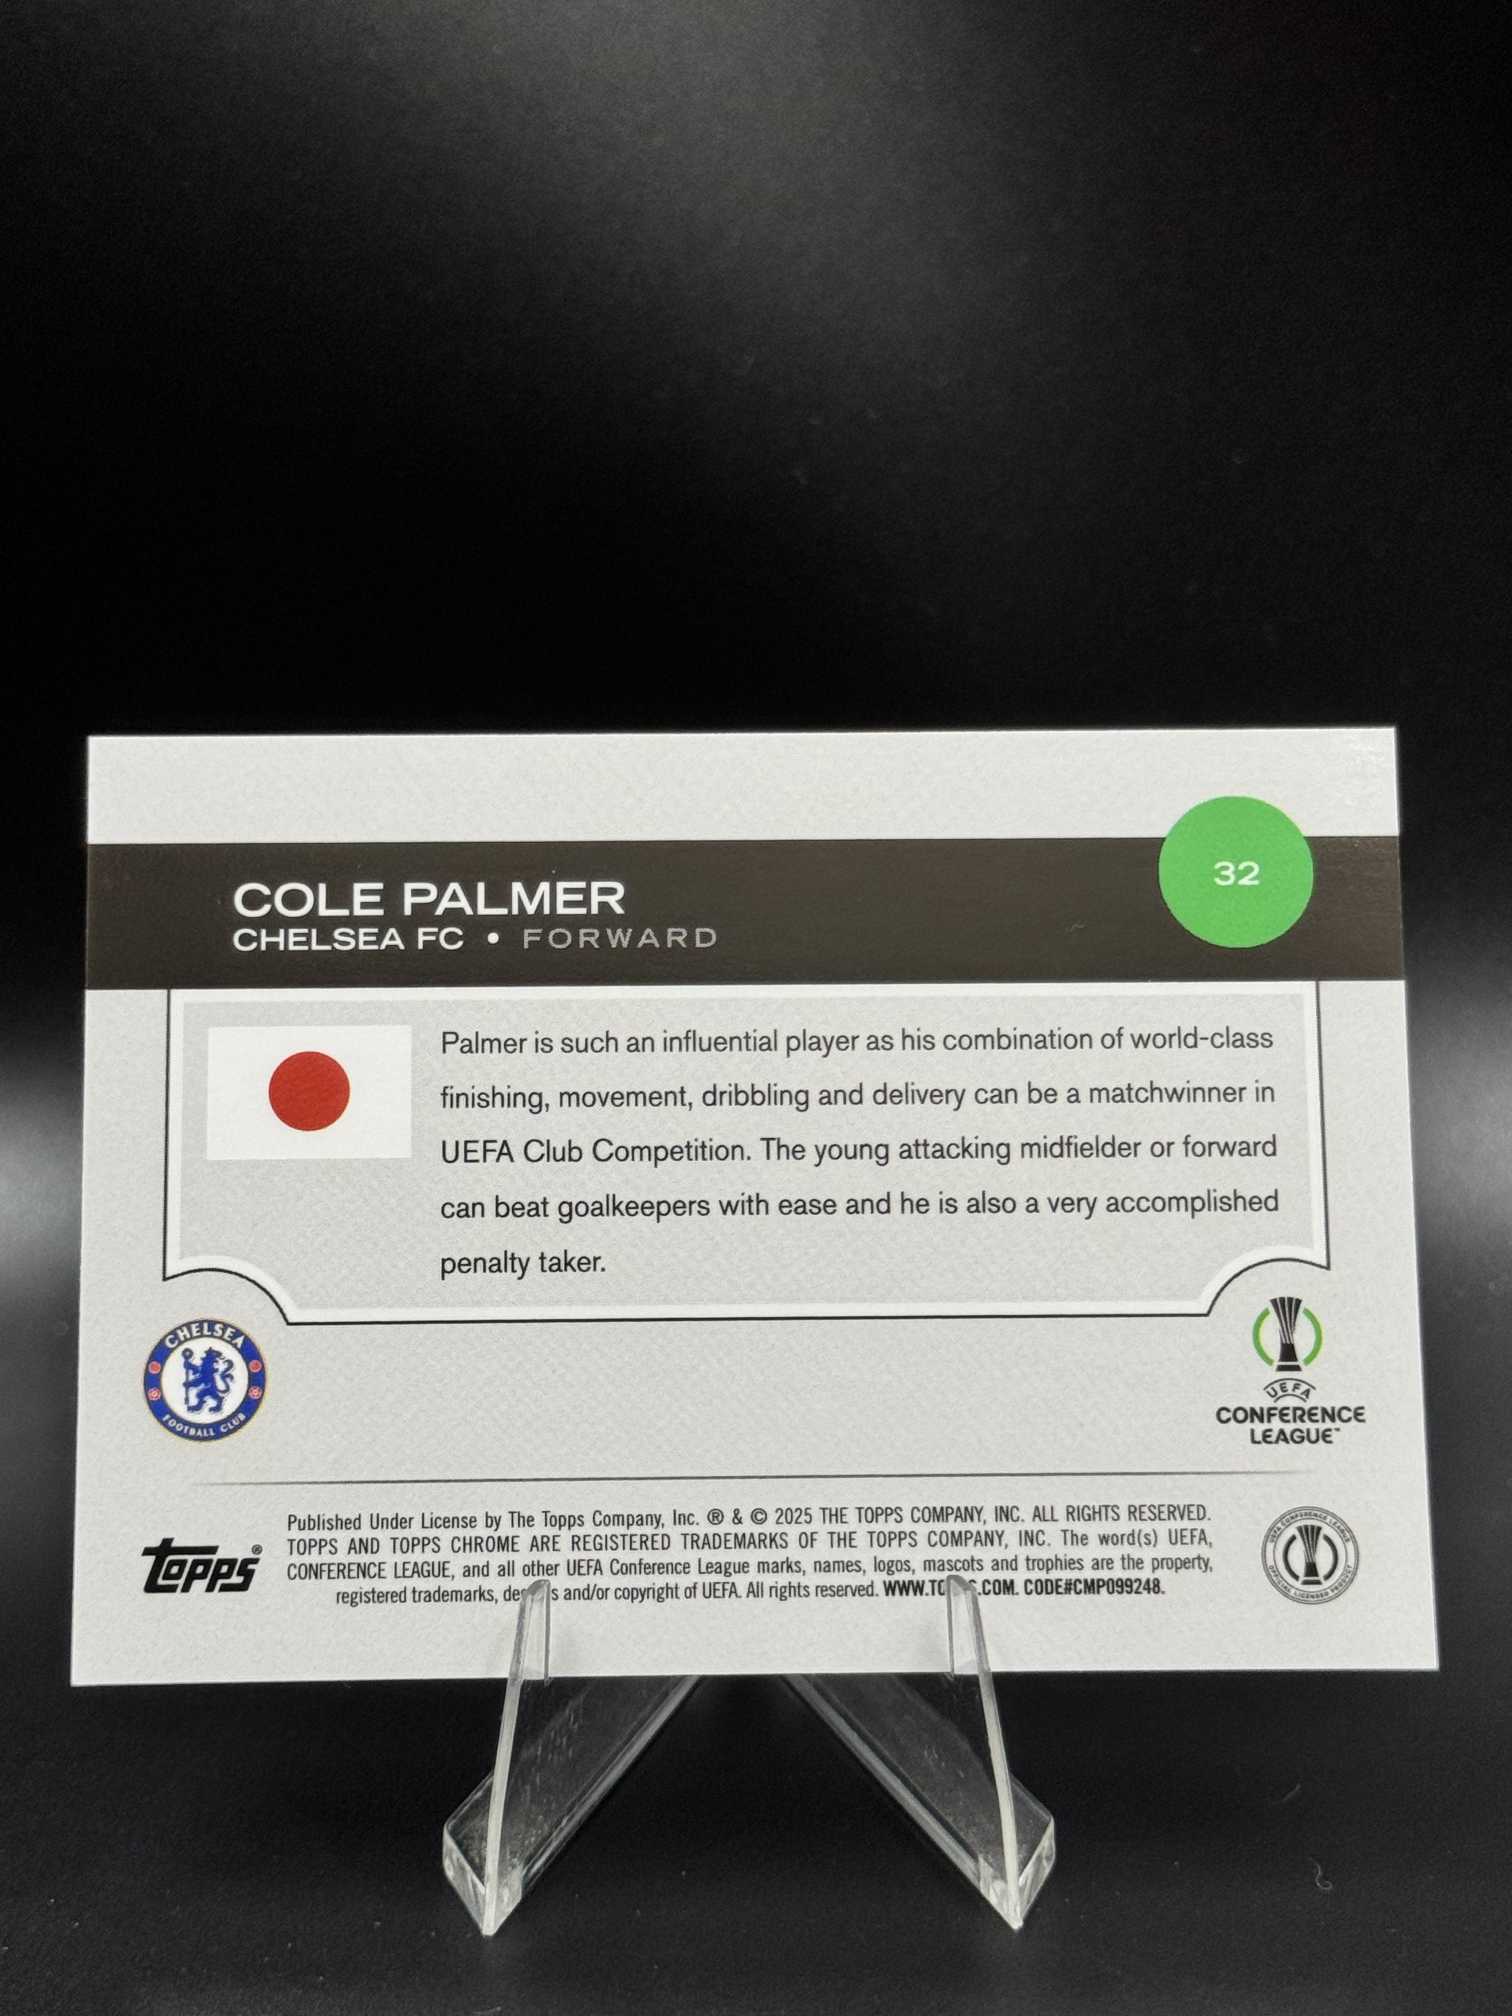 32
COLE PALMER
CHELSEA FC • FORWARD
Palmer is such an influential player as his combination of world-class
finishing, movement, dribbling and delivery can be a matchwinner in
UEFA Club Competition. The young attacking midfielder or forward
can beat goalkeepers with ease and he is also a very accomplished
penalty taker.
CHELSEA
FOOTBALL CLUB
UEFA
CONFERENCE
LEAGUE™
topps®
Published Under License by The Topps Company, Inc. ® & © 2025 THE TOPPS COMPANY, INC. ALL RIGHTS RESERVED.
TOPPS AND TOPPS CHROME ARE REGISTERED TRADEMARKS OF THE TOPPS COMPANY, INC. The word(s) UEFA,
CONFERENCE LEAGUE, and all other UEFA Conference League marks, names, logos, mascots and trophies are the property,
registered trademarks, and/or copyright of UEFA. All rights reserved. .COM. CODE#CMP099248.
UEFA CONFERENCE LEAGUE
OFFICIAL LICENSED PRODUCT